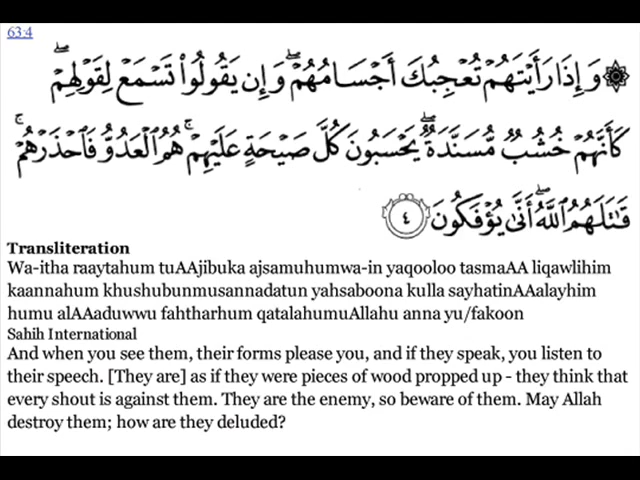 63:4
۞ وَإِذَا رَأَيْتَهُمْ تُعْجِبُكَ أَجْسَامُهُمْ ۖ وَإِن يَقُولُوا۟ تَسْمَعْ لِقَوْلِهِمْ ۖ
كَأَنَّهُمْ خُشُبٌ مُّسَنَّدَةٌ ۖ يَحْسَبُونَ كُلَّ صَيْحَةٍ عَلَيْهِمْ ۚ هُمُ ٱلْعَدُوُّ فَٱحْذَرْهُمْ ۚ
قَـٰتَلَهُمُ ٱللَّهُ ۖ أَنَّىٰ يُؤْفَكُونَ ٤
Transliteration
Wa-itha raaytahum tuAAjibuka ajsamuhumwa-in yaqooloo tasmaAA liqawlihim
kaannahum khushubunmusannadatun yahsaboona kulla sayhatinAAalayhim
humu alAAaduwwu fahtharhum qatalahumuAllahu anna yu/fakoon
Sahih International
And when you see them, their forms please you, and if they speak, you listen to
their speech. [They are] as if they were pieces of wood propped up - they think that
every shout is against them. They are the enemy, so beware of them. May Allah
destroy them; how are they deluded?